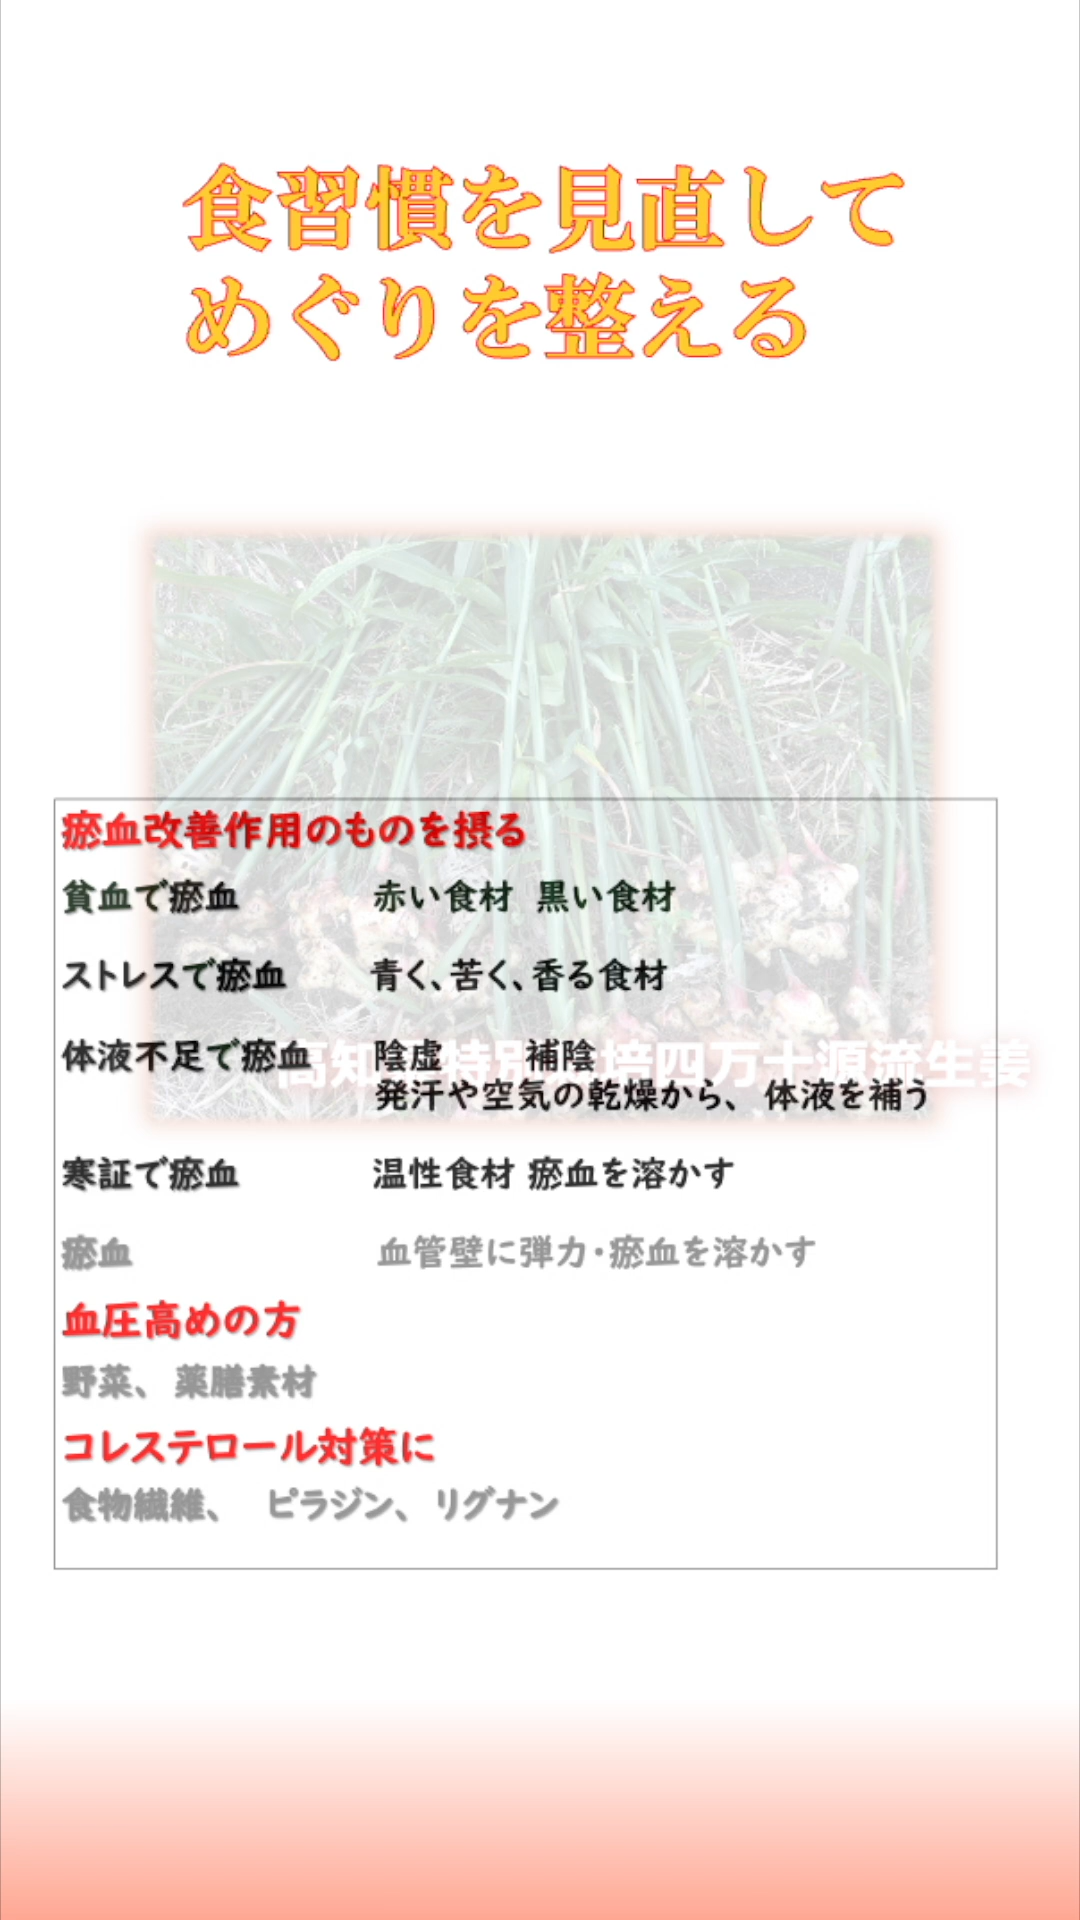 食習慣を見直して
めぐりを整える
瘀血改善作用のものを摂る
貧血で瘀血 赤い食材 黒い食材
ストレスで瘀血 青く、苦く、香る食材
体液不足で瘀血 陰虚 補陰
高知 特別 培四万十源流生姜
発汗や空気の乾燥から、体液を補う
寒証で瘀血 温性食材 瘀血を溶かす
瘀血 血管壁に弾力・瘀血を溶かす
血圧高めの方
野菜、薬膳素材
コレステロール対策に
食物繊維、 ピラジン、リグナン